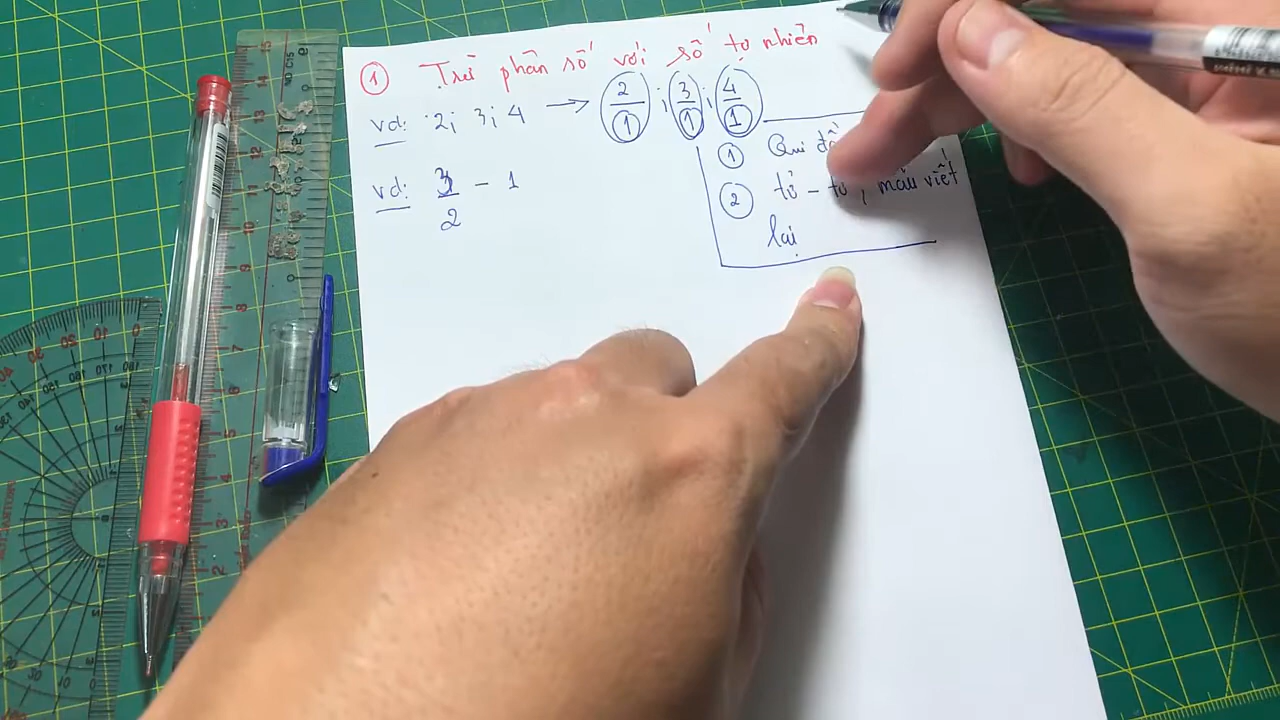 ① Trừ phân số với số tự nhiên
vd: 2; 3; 4 → 2/1 ; 3/1 ; 4/1
① Qui
vd: 3/2 - 1
② tử - tử, mẫu viết
lại